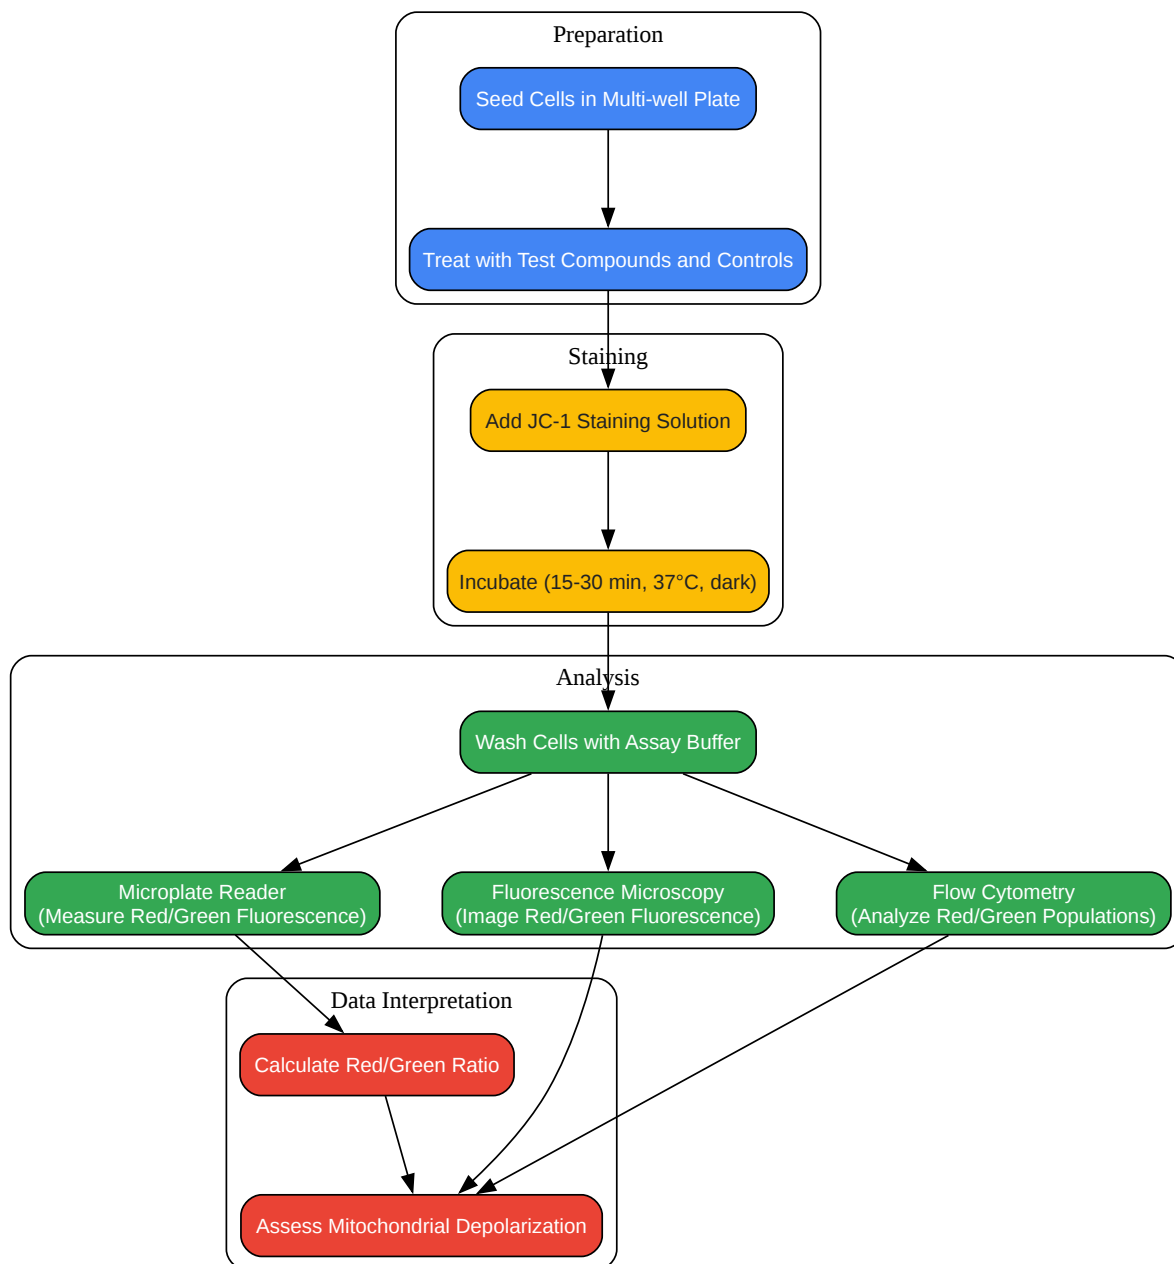 Preparation
Seed Cells in Multi-well Plate
Treat with Test Compounds and Controls
Staining
Add JC-1 Staining Solution
Incubate (15-30 min, 37°C, dark)
Analysis
Wash Cells with Assay Buffer
Microplate Reader
(Measure Red/Green Fluorescence)
Fluorescence Microscopy
(Image Red/Green Fluorescence)
Flow Cytometry
(Analyze Red/Green Populations)
Data Interpretation
Calculate Red/Green Ratio
Assess Mitochondrial Depolarization